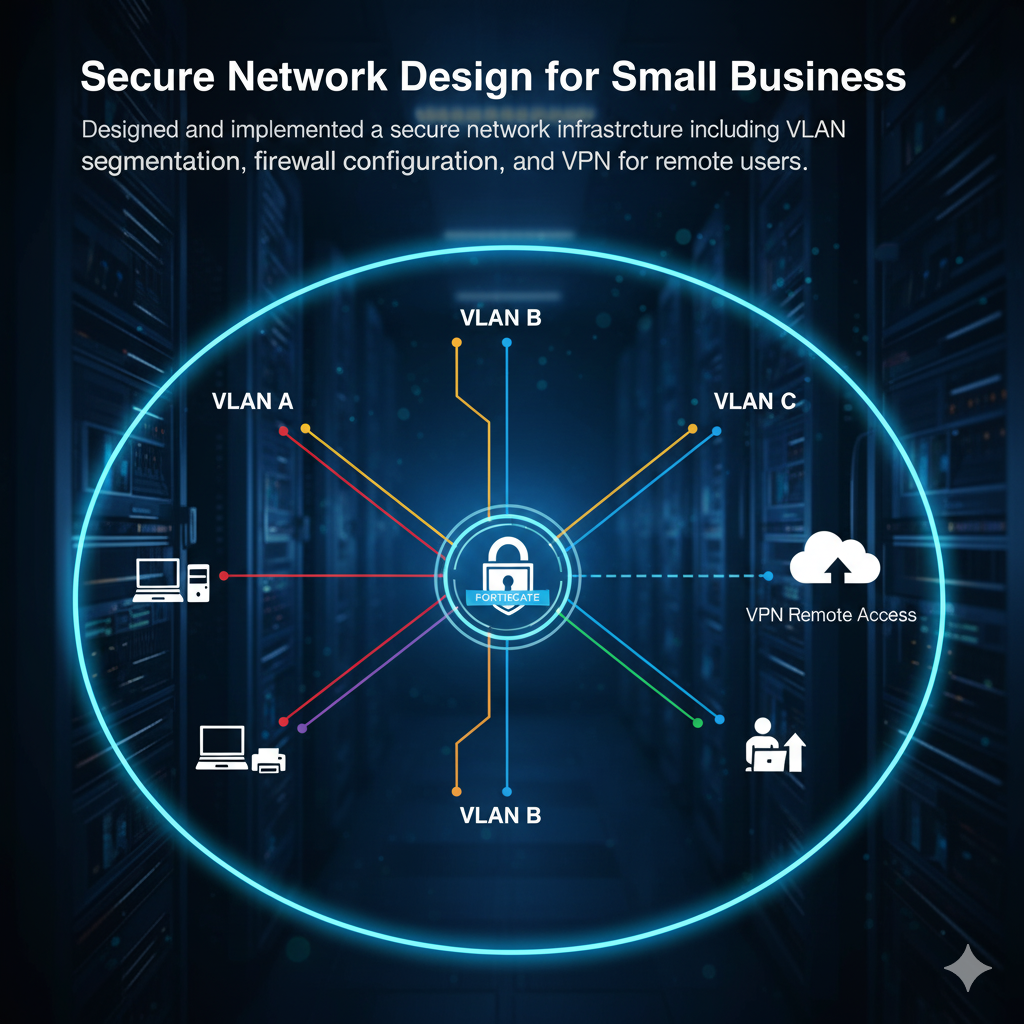 Secure Network Design for Small Business
Designed and implemented a secure network infrastrcture including VLAN
segmentation, firewall configuration, and VPN for remote users.
VLAN B
VLAN A
VLAN C
FORTIECATE
VPN Remote Access
VLAN B